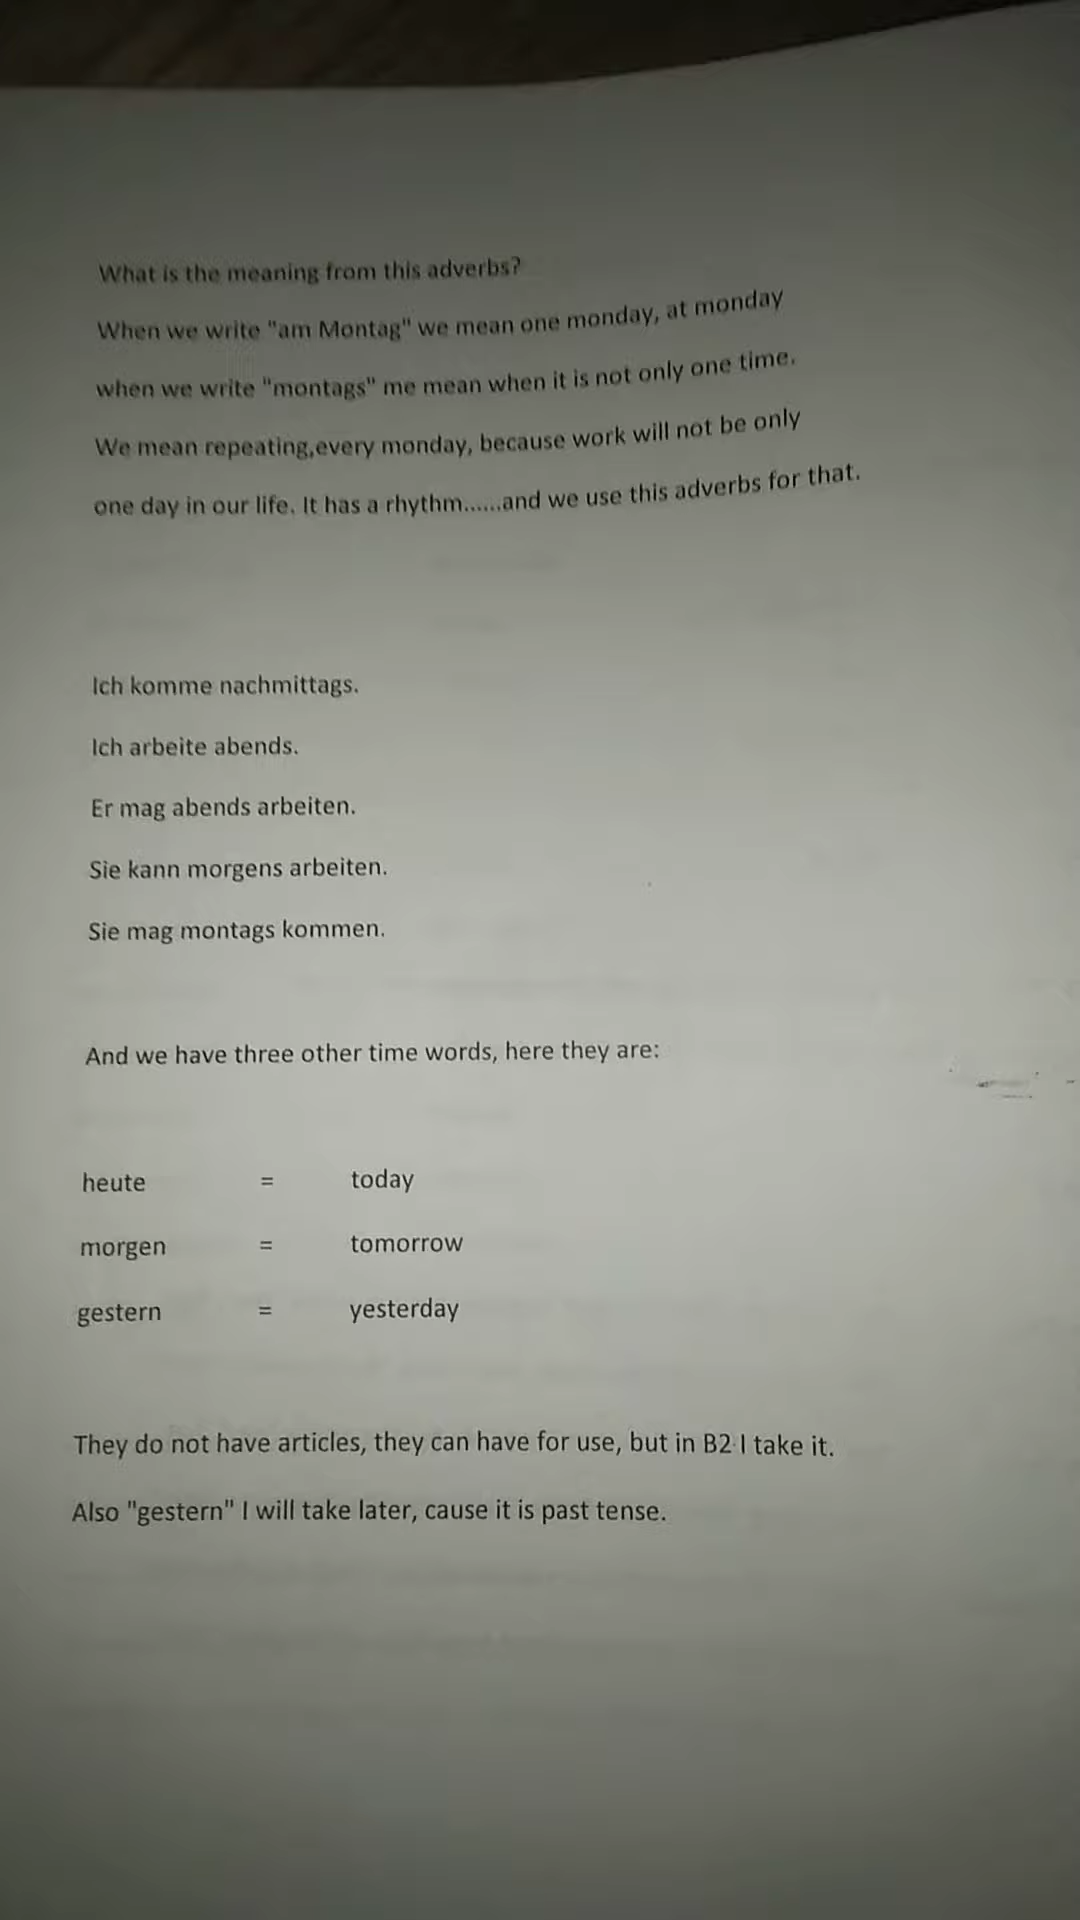 What is the meaning from this adverbs?
When we write "am Montag" we mean one monday, at monday
when we write "montags" me mean when it is not only one time.
We mean repeating,every monday, because work will not be only
one day in our life. It has a rhythm......and we use this adverbs for that.
Ich komme nachmittags.
Ich arbeite abends.
Er mag abends arbeiten.
Sie kann morgens arbeiten.
Sie mag montags kommen.
And we have three other time words, here they are:
heute = today
morgen = tomorrow
gestern = yesterday
They do not have articles, they can have for use, but in B2 I take it.
Also "gestern" I will take later, cause it is past tense.